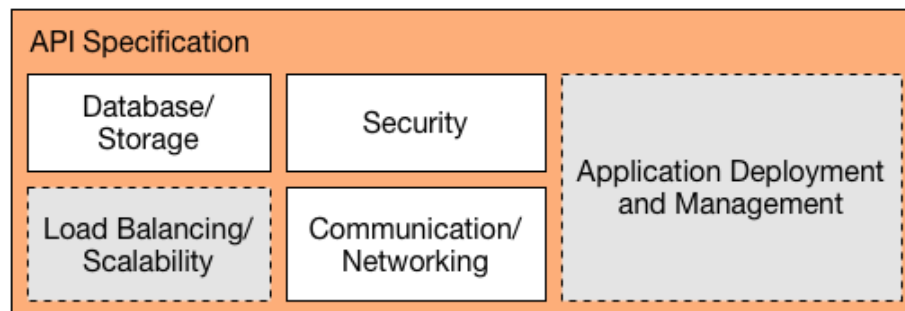 API Specification
Database/
Storage
Security
Application Deployment
and Management
Load Balancing/
Scalability
Communication/
Networking